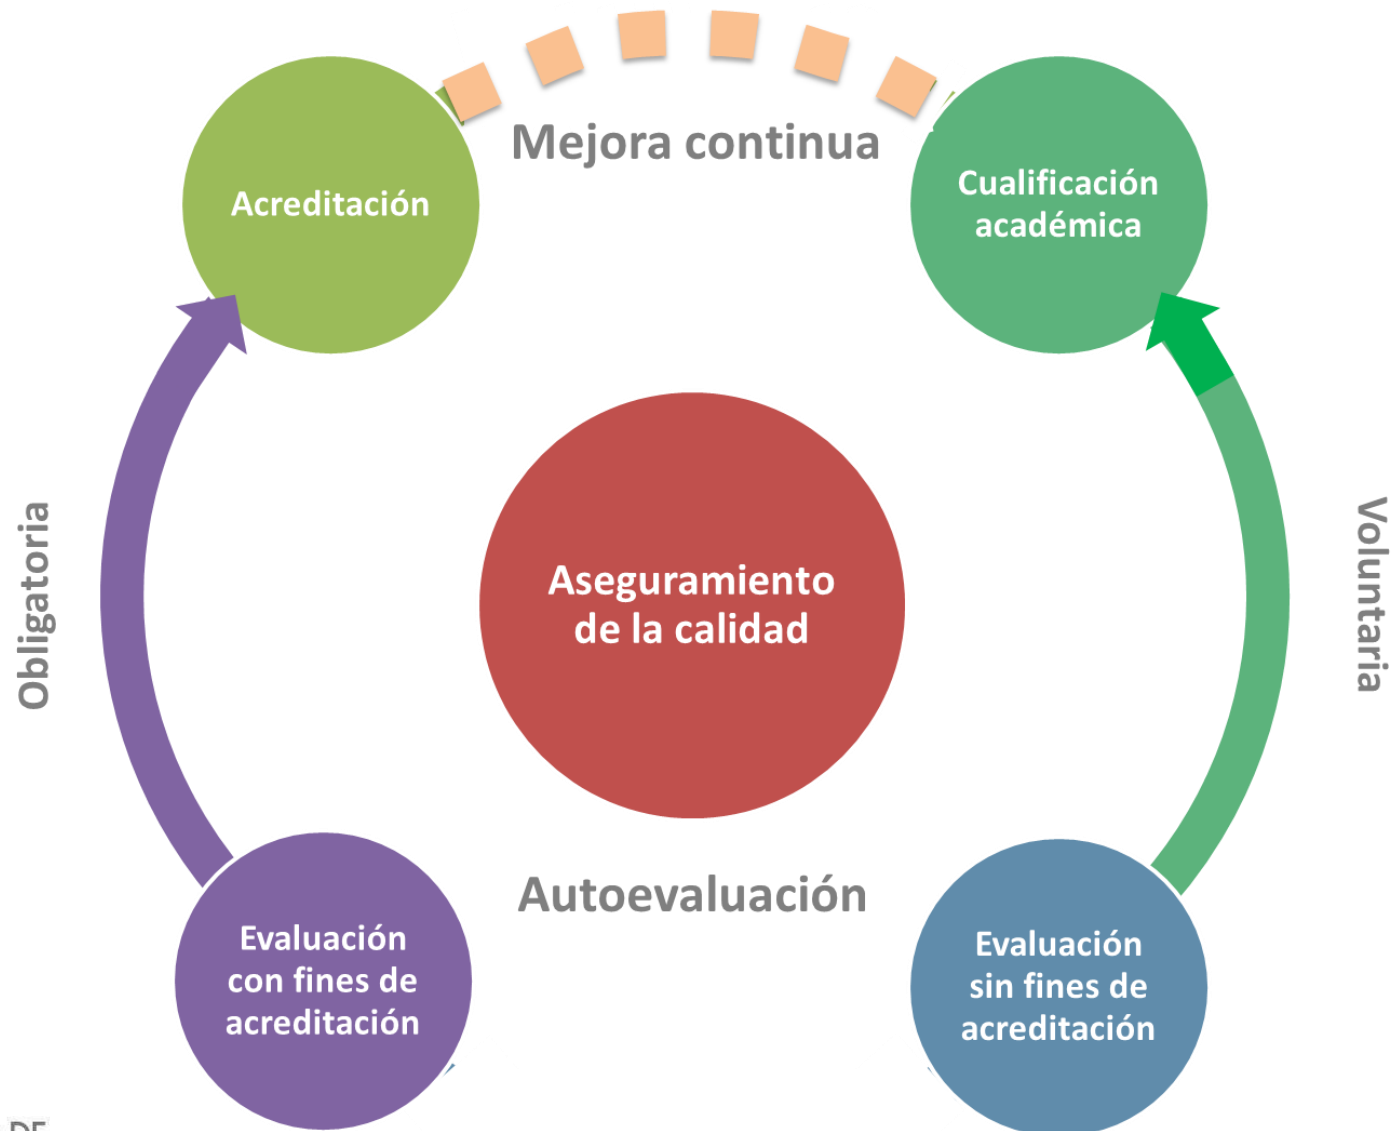 Mejora continua
Acreditación
Cualificación
académica
Obligatoria
Aseguramiento
de la calidad
Voluntaria
Autoevaluación
Evaluación
con fines de
acreditación
Evaluación
sin fines de
acreditación
DE